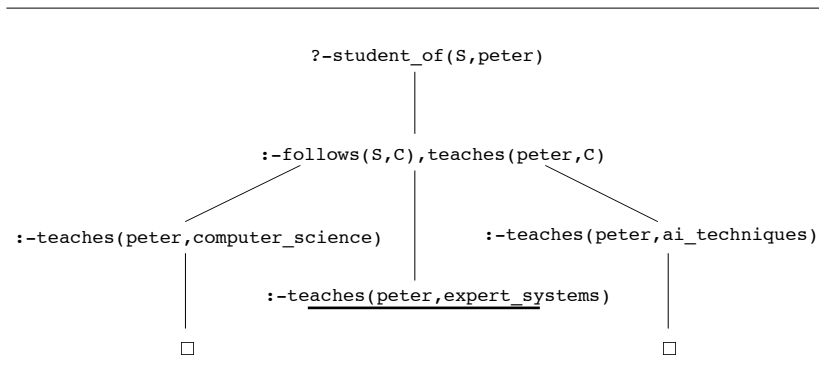 ?-student_of(S,peter)
:-follows(S,C),teaches(peter,C)
:-teaches(peter,computer_science)
:-teaches(peter,ai_techniques)
:-teaches(peter,expert_systems)